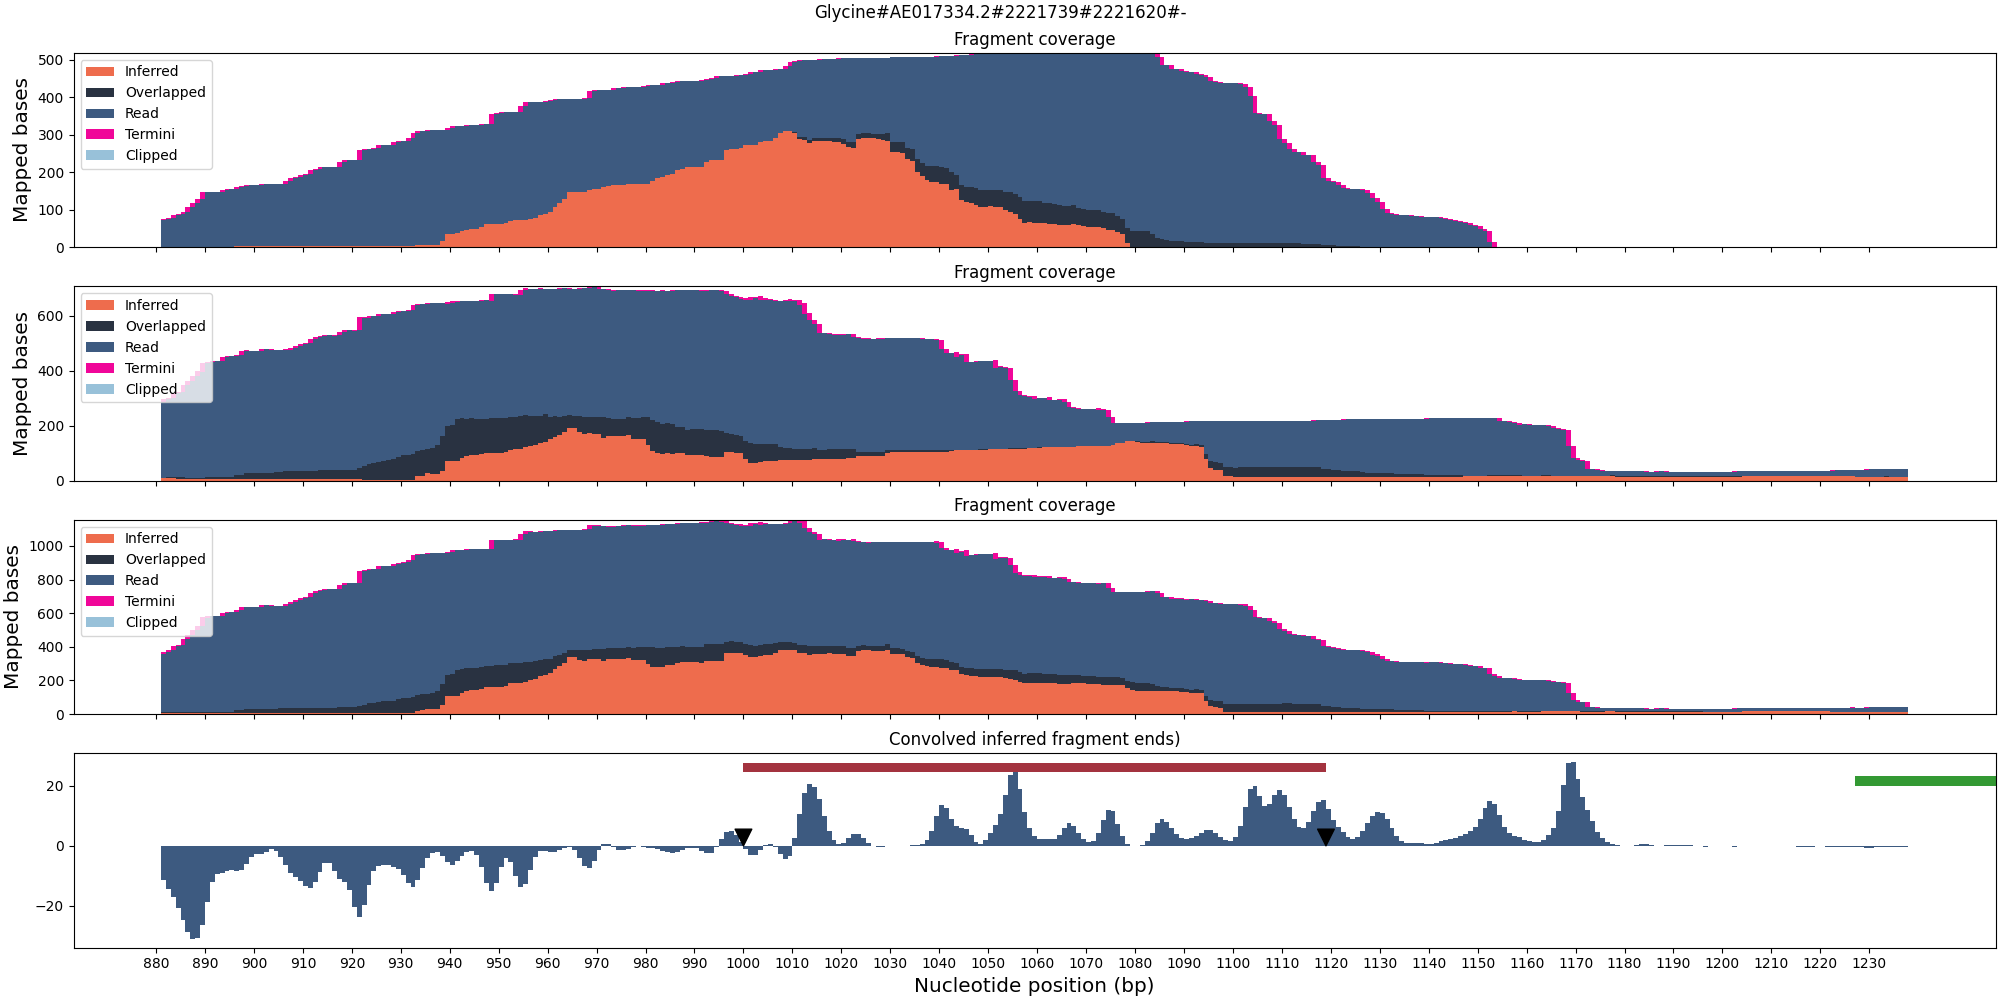 Glycine#AE017334.2#2221739#2221620#-
Fragment coverage
Mapped bases
500
400
300
200
100
0
Inferred
Overlapped
Read
Termini
Clipped
Fragment coverage
Mapped bases
600
400
200
0
Inferred
Overlapped
Read
Termini
Clipped
Fragment coverage
Mapped bases
1000
800
600
400
200
0
Inferred
Overlapped
Read
Termini
Clipped
Convolved inferred fragment ends)
20
0
−20
880 890 900 910 920 930 940 950 960 970 980 990 1000 1010 1020 1030 1040 1050 1060 1070 1080 1090 1100 1110 1120 1130 1140 1150 1160 1170 1180 1190 1200 1210 1220 1230
Nucleotide position (bp)